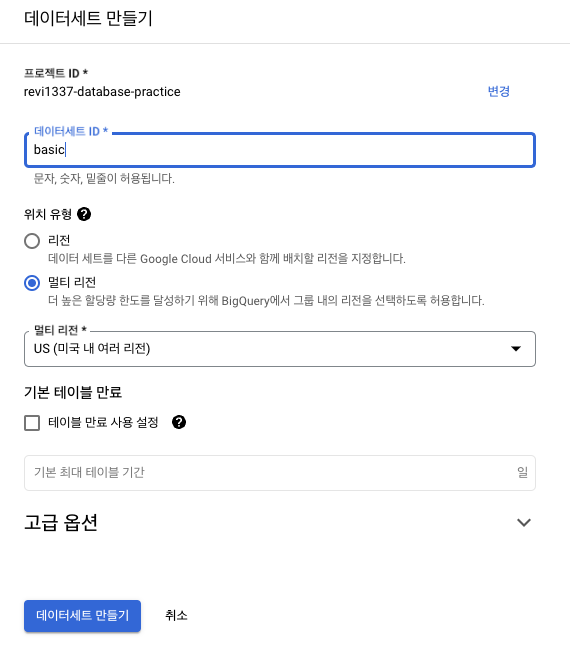 데이터세트 만들기
프로젝트 ID *
revi1337-database-practice
변경
데이터세트 ID *
basic
문자, 숫자, 밑줄이 허용됩니다.
위치 유형 ?
리전
데이터 세트를 다른 Google Cloud 서비스와 함께 배치할 리전을 지정합니다.
멀티 리전
더 높은 할당량 한도를 달성하기 위해 BigQuery에서 그룹 내의 리전을 선택하도록 허용합니다.
멀티 리전 *
US (미국 내 여러 리전)
기본 테이블 만료
테이블 만료 사용 설정 ?
기본 최대 테이블 기간
일
고급 옵션
데이터세트 만들기
취소